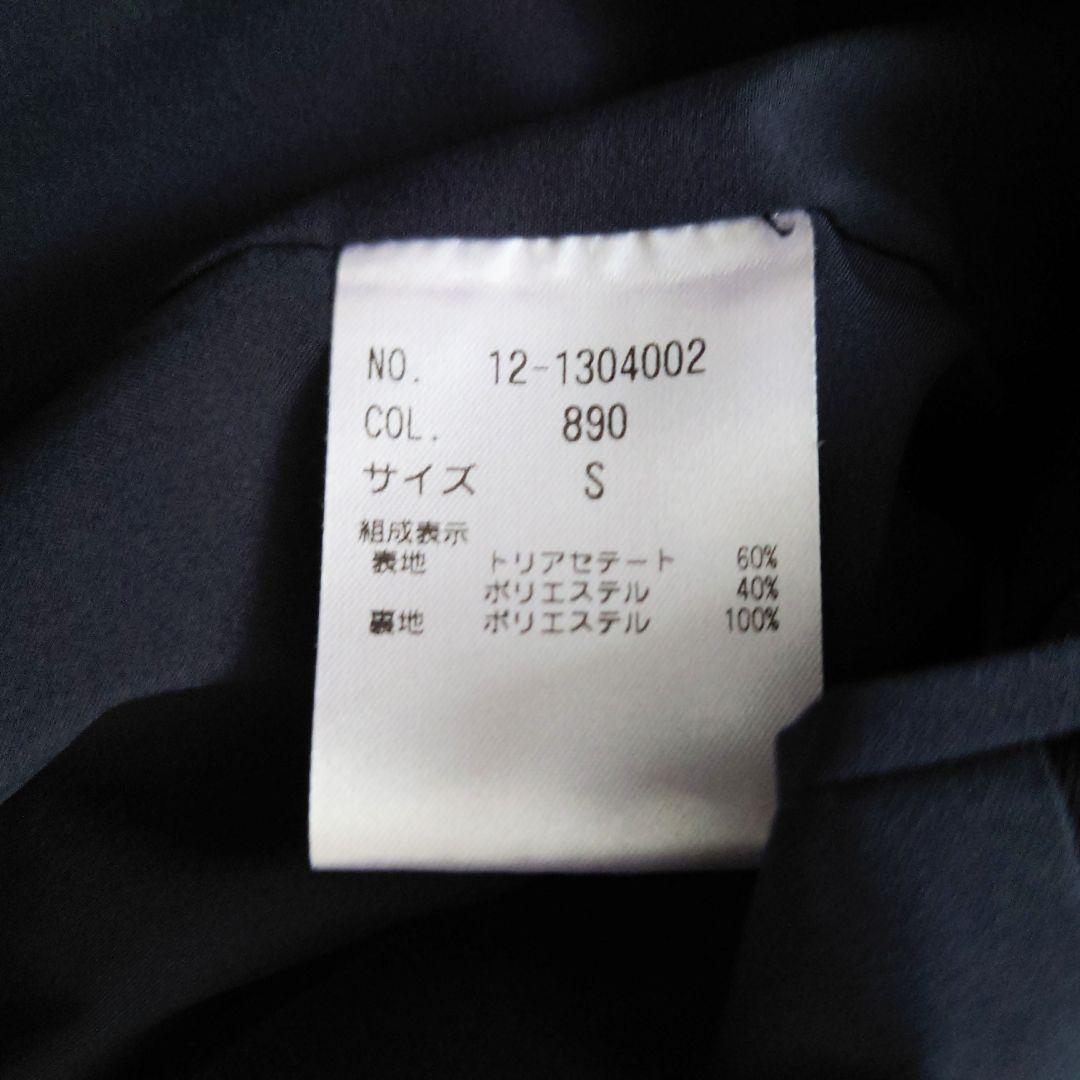 NO. 12-1304002
COL. 890
サイズ S
組成表示
表地 トリアセテート 60%
ポリエステル 40%
裏地 ポリエステル 100%